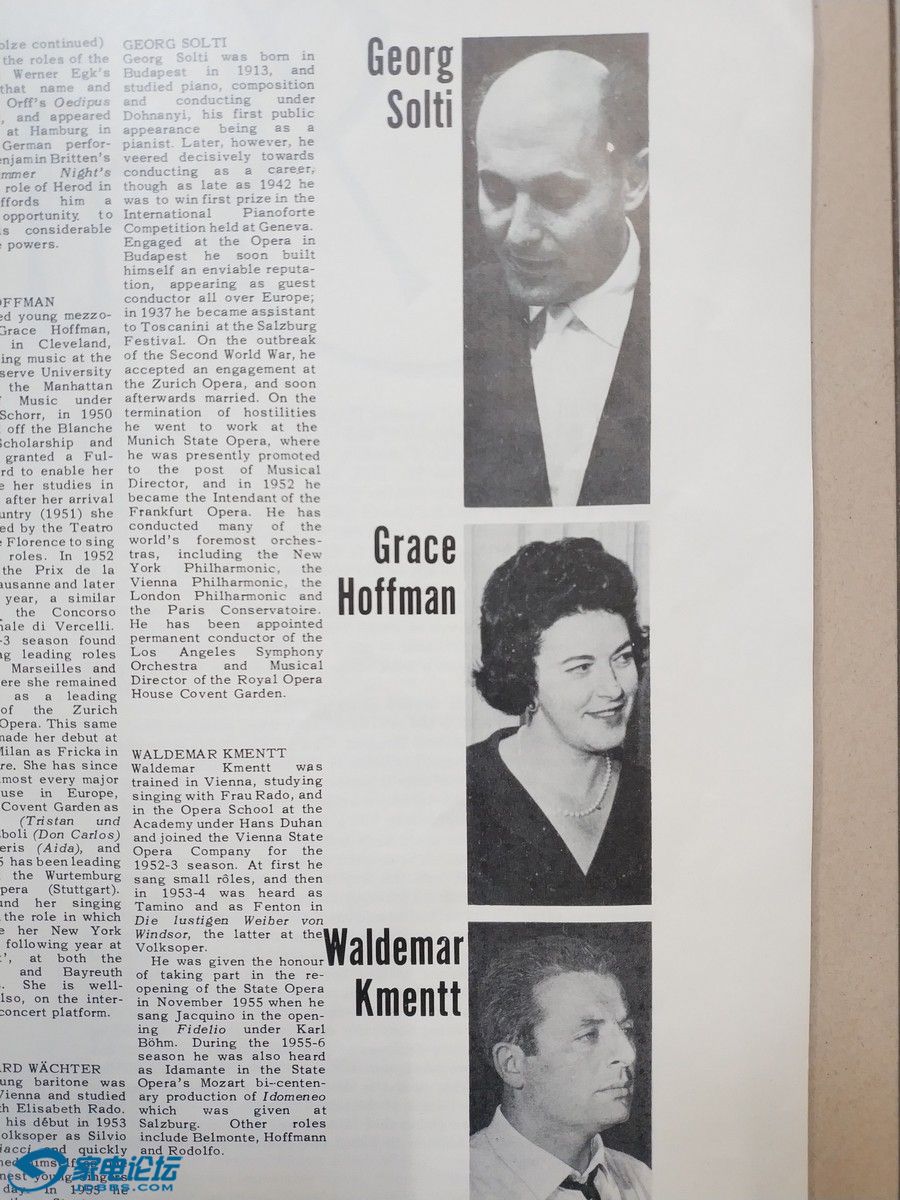 olze continued)
the roles of the
Werner Egk's
that name and
Orff's Oedipus
, and appeared
at Hamburg in
German perfor-
enjamin Britten's
mmer Night's
role of Herod in
ffords him a
opportunity to
s considerable
e powers.
OFFMAN
ed young mezzo-
Grace Hoffman,
in Cleveland,
ing music at the
serve University
the Manhattan
f Music under
Schorr, in 1950
off the Blanche
Scholarship and
granted a Ful-
rd to enable her
e her studies in
after her arrival
untry (1951) she
ed by the Teatro
e Florence to sing
roles. In 1952
the Prix de la
ausanne and later
year, a similar
the Concorso
nale di Vercelli.
-3 season found
ng leading roles
Marseilles and
ere she remained
as a leading
of the Zurich
Opera. This same
made her debut at
Milan as Fricka in
re. She has since
lmost every major
use in Europe,
Covent Garden as
(Tristan und
boli (Don Carlos)
eris (Aida), and
5 has been leading
the Wurtemburg
pera (Stuttgart).
und her singing
the role in which
e her New York
following year at
t', at both the
and Bayreuth
s. She is well-
lso, on the inter-
concert platform.
ARD WÄCHTER
ung baritone was
Vienna and studied
th Elisabeth Rado.
his début in 1953
olksoper as Silvio
iacci and quickly
ned himself
nest young singers
day. In 1955 he
GEORG SOLTI
Georg Solti was born in
Budapest in 1913, and
studied piano, composition
and conducting under
Dohnanyi, his first public
appearance being as a
pianist. Later, however, he
veered decisively towards
conducting as a career,
though as late as 1942 he
was to win first prize in the
International Pianoforte
Competition held at Geneva.
Engaged at the Opera in
Budapest he soon built
himself an enviable reputa-
tion, appearing as guest
conductor all over Europe;
in 1937 he became assistant
to Toscanini at the Salzburg
Festival. On the outbreak
of the Second World War, he
accepted an engagement at
the Zurich Opera, and soon
afterwards married. On the
termination of hostilities
he went to work at the
Munich State Opera, where
he was presently promoted
to the post of Musical
Director, and in 1952 he
became the Intendant of the
Frankfurt Opera. He has
conducted many of the
world's foremost orches-
tras, including the New
York Philharmonic, the
Vienna Philharmonic, the
London Philharmonic and
the Paris Conservatoire.
He has been appointed
permanent conductor of the
Los Angeles Symphony
Orchestra and Musical
Director of the Royal Opera
House Covent Garden.
WALDEMAR KMENTT
Waldemar Kmentt was
trained in Vienna, studying
singing with Frau Rado, and
in the Opera School at the
Academy under Hans Duhan
and joined the Vienna State
Opera Company for the
1952-3 season. At first he
sang small rôles, and then
in 1953-4 was heard as
Tamino and as Fenton in
Die lustigen Weiber von
Windsor, the latter at the
Volksoper.
He was given the honour
of taking part in the re-
opening of the State Opera
in November 1955 when he
sang Jacquino in the open-
ing Fidelio under Karl
Böhm. During the 1955-6
season he was also heard
as Idamante in the State
Opera's Mozart bi-centen-
ary production of Idomeneo
which was given at
Salzburg. Other roles
include Belmonte, Hoffmann
and Rodolfo.
Georg
Solti
Grace
Hoffman
Waldemar
Kmentt
家电论坛
JDBBS.COM